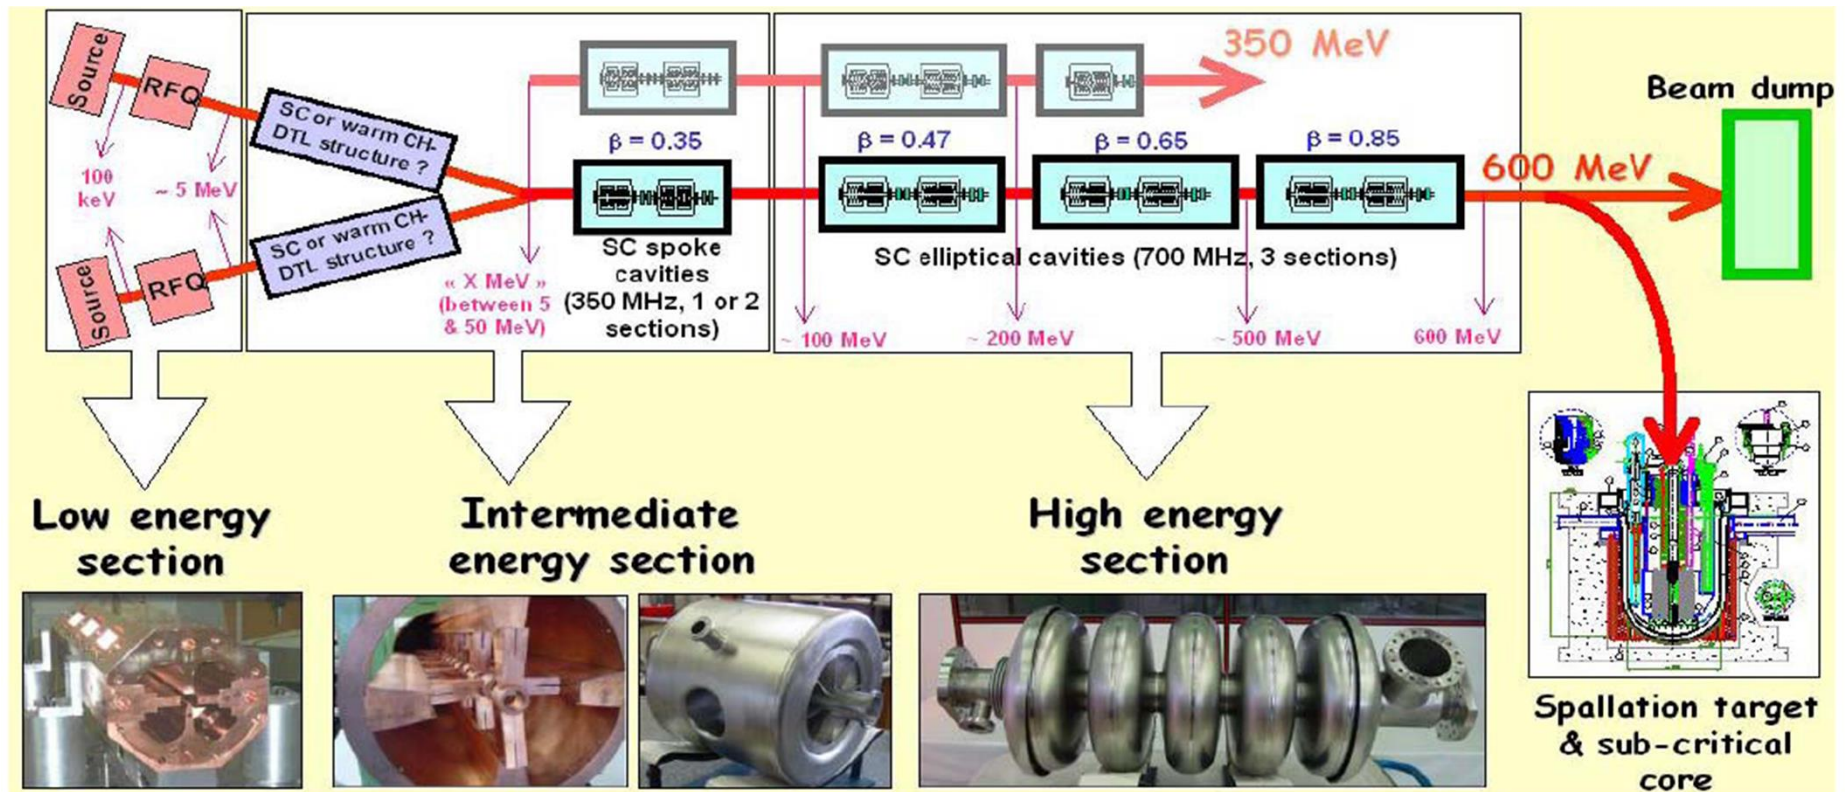 Source
RFQ
SC or warm CH-
DTL structure ?
100
keV
~ 5 MeV
Source
RFQ
SC or warm CH-
DTL structure ?
« X MeV »
(between 5
& 50 MeV)
350 MeV
β = 0.35
β = 0.47
β = 0.65
β = 0.85
SC spoke
cavities
(350 MHz, 1 or 2
sections)
SC elliptical cavities (700 MHz, 3 sections)
~ 100 MeV
~ 200 MeV
~ 500 MeV
600 MeV
600 MeV
Beam dump
Low energy
section
Intermediate
energy section
High energy
section
Spallation target
& sub-critical
core